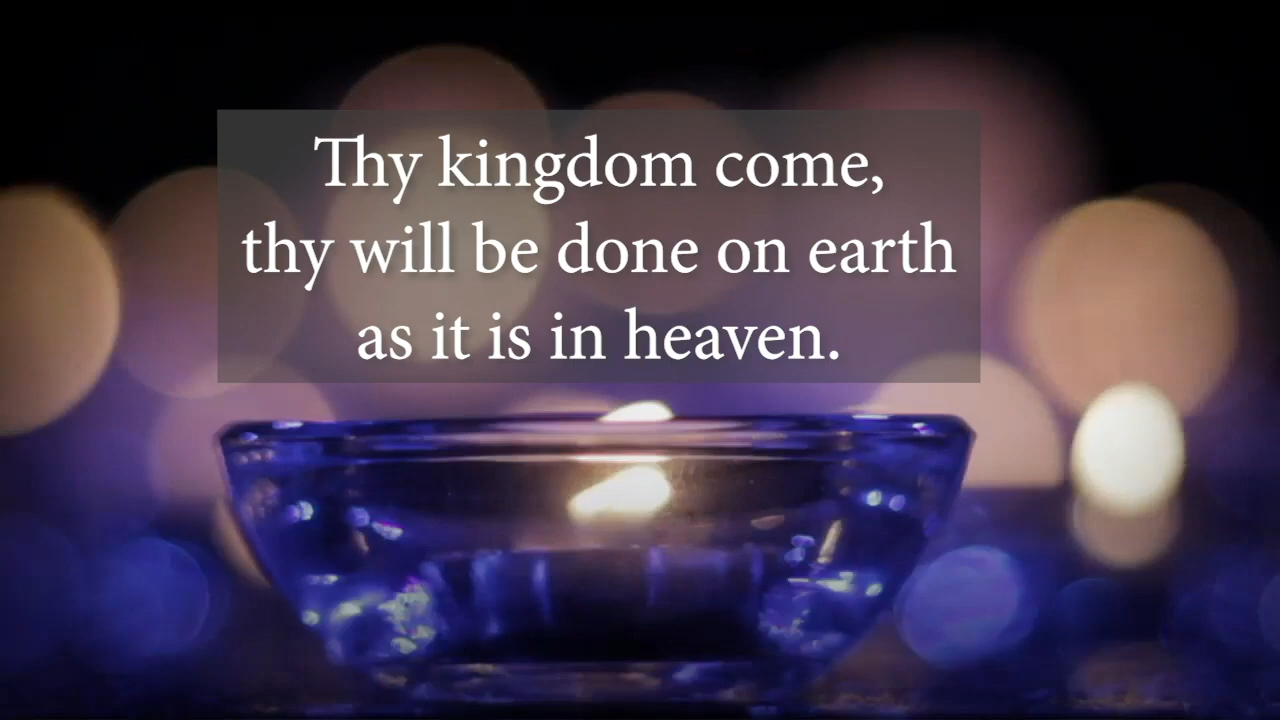 Thy kingdom come,
thy will be done on earth
as it is in heaven.